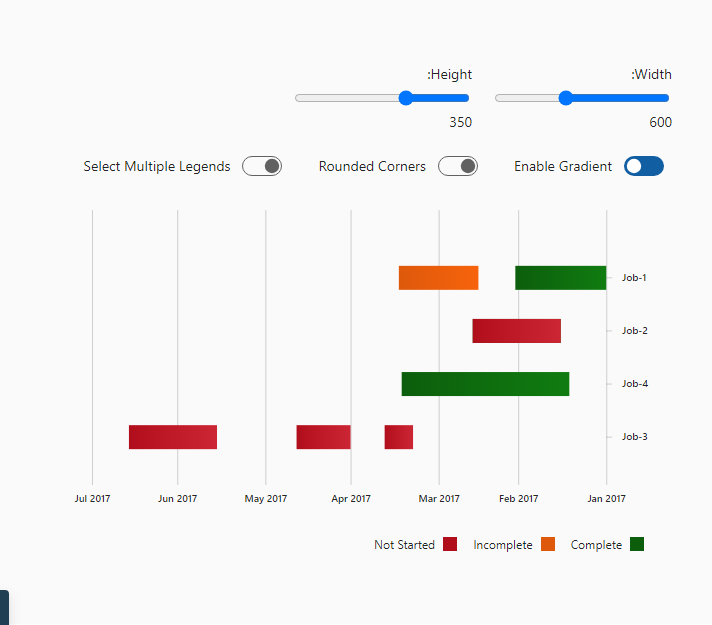 :Height
:Width
350
600
Select Multiple Legends
Rounded Corners
Enable Gradient
Job-1
Job-2
Job-4
Job-3
Jul 2017
Jun 2017
May 2017
Apr 2017
Mar 2017
Feb 2017
Jan 2017
Not Started
Incomplete
Complete